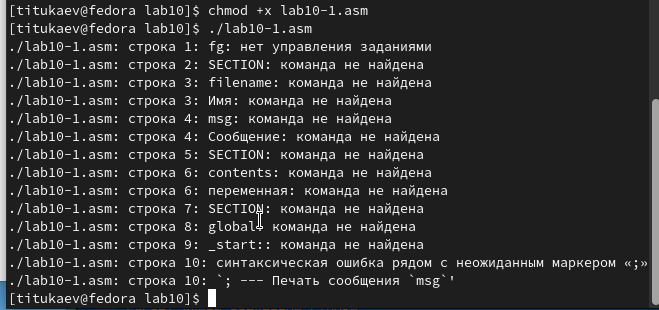 [titukaev@fedora lab10]$ chmod +x lab10-1.asm
[titukaev@fedora lab10]$ ./lab10-1.asm
./lab10-1.asm: строка 1: fg: нет управления заданиями
./lab10-1.asm: строка 2: SECTION: команда не найдена
./lab10-1.asm: строка 3: filename: команда не найдена
./lab10-1.asm: строка 3: Имя: команда не найдена
./lab10-1.asm: строка 4: msg: команда не найдена
./lab10-1.asm: строка 4: Сообщение: команда не найдена
./lab10-1.asm: строка 5: SECTION: команда не найдена
./lab10-1.asm: строка 6: contents: команда не найдена
./lab10-1.asm: строка 6: переменная: команда не найдена
./lab10-1.asm: строка 7: SECTION: команда не найдена
./lab10-1.asm: строка 8: global: команда не найдена
./lab10-1.asm: строка 9: _start:: команда не найдена
./lab10-1.asm: строка 10: синтаксическая ошибка рядом с неожиданным маркером «;»
./lab10-1.asm: строка 10: `; --- Печать сообщения `msg`'
[titukaev@fedora lab10]$